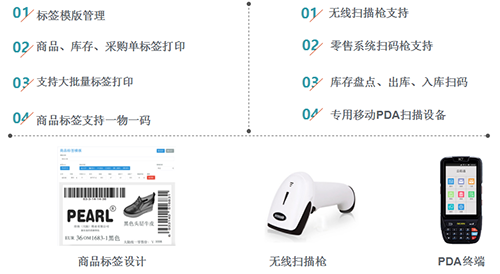 01 标签模版管理
02 商品、库存、采购单标签打印
03 支持大批量标签打印
04 商品标签支持一物一码
01 无线扫描枪支持
02 零售系统扫码枪支持
03 库存盘点、出库、入库扫码
04 专用移动PDA扫描设备
PEARL
黑色头层牛皮
36.OM1683-1-黑色
商品标签设计
无线扫描枪
PDA终端